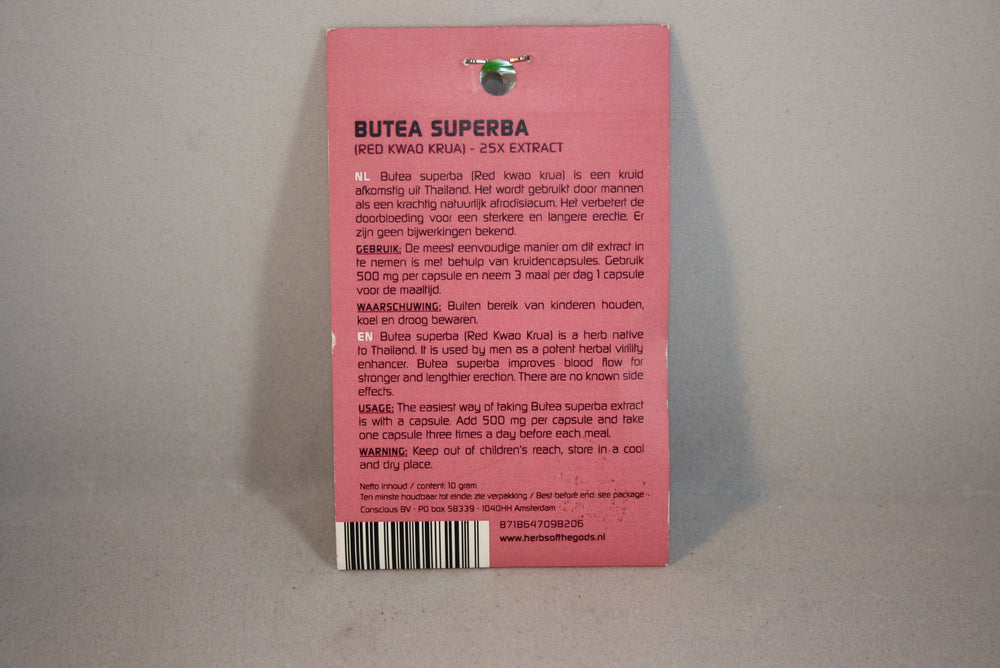 BUTEA SUPERBA
(RED KWAO KRUA) - 25X EXTRACT
NL Butea superba (Red kwao krua) is een kruid
afkomstig uit Thailand. Het wordt gebruikt door mannen
als een krachtig natuurlijk afrodisiacum. Het verbetert de
doorbloeding voor een sterkere en langere erectie. Er
zijn geen bijwerkingen bekend.
GEBRUIK: De meest eenvoudige manier om dit extract in
te nemen is met behulp van kruidencapsules. Gebruik
500 mg per capsule en neem 3 maal per dag 1 capsule
voor de maaltijd.
WAARSCHUWING: Buiten bereik van kinderen houden,
koel en droog bewaren.
EN Butea superba (Red Kwao Krua) is a herb native
to Thailand. It is used by men as a potent herbal virility
enhancer. Butea superba improves blood flow for
stronger and lengthier erection. There are no known side
effects.
USAGE: The easiest way of taking Butea superba extract
is with a capsule. Add 500 mg per capsule and take
one capsule three times a day before each meal.
WARNING: Keep out of children's reach, store in a cool
and dry place.
Netto inhoud / content: 10 gram
Ten minste houdbaar tot einde: zie verpakking / Best before end: see package
Conscious BV · PO box 58339 · 1040HH Amsterdam
8718647098206
www.herbsofthegods.nl